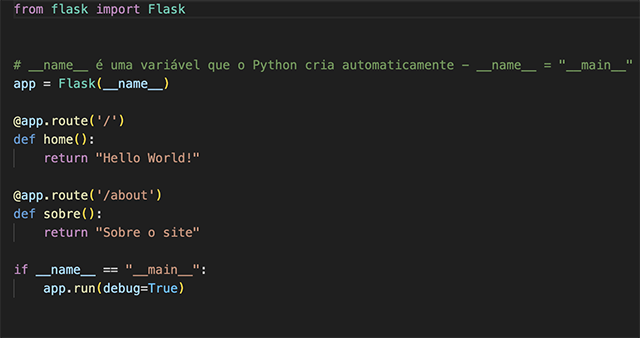 from flask import Flask
# __name__ é uma variável que o Python cria automaticamente - __name__ = "__main__"
app = Flask(__name__)
@app.route('/')
def home():
    return "Hello World!"
@app.route('/about')
def sobre():
    return "Sobre o site"
if __name__ == "__main__":
    app.run(debug=True)